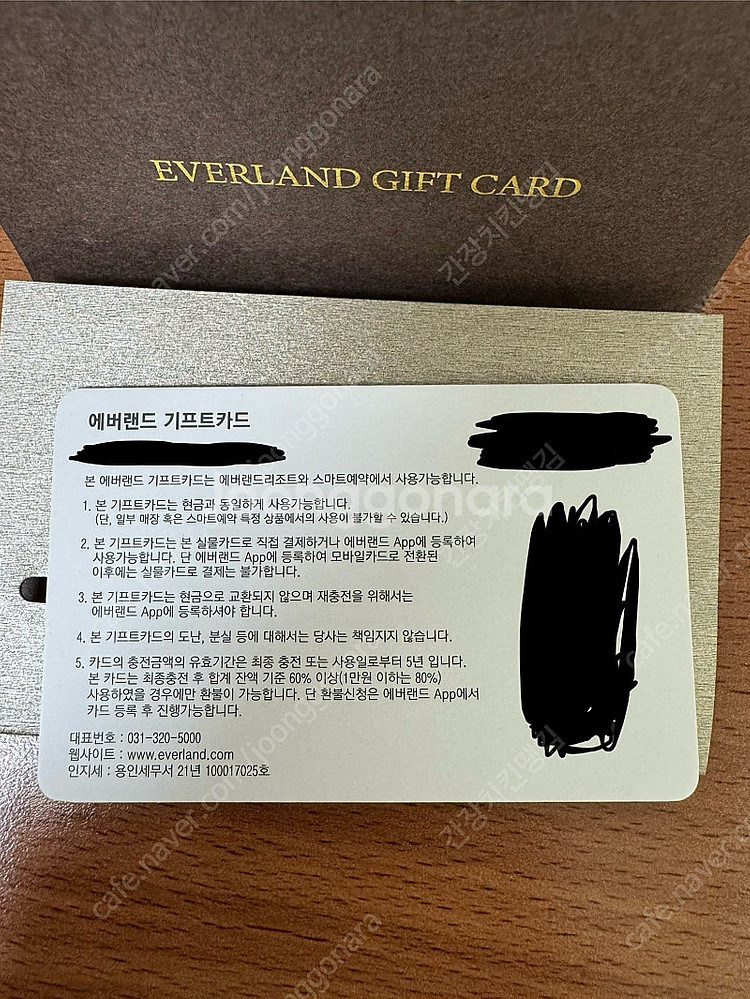 EVERLAND GIFT CARD
에버랜드 기프트카드
본 에버랜드 기프트카드는 에버랜드리조트와 스마트예약에서 사용가능합니다.
1. 본 기프트카드는 현금과 동일하게 사용가능합니다.
(단, 일부 매장 혹은 스마트예약 특정 상품에서의 사용이 불가할 수 있습니다.)
2. 본 기프트카드는 본 실물카드로 직접 결제하거나 에버랜드 App에 등록하여
사용가능합니다. 단 에버랜드 App에 등록하여 모바일카드로 전환된
이후에는 실물카드로 결제는 불가합니다.
3. 본 기프트카드는 현금으로 교환되지 않으며 재충전을 위해서는
에버랜드 App에 등록하셔야 합니다.
4. 본 기프트카드의 도난, 분실 등에 대해서는 당사는 책임지지 않습니다.
5. 카드의 충전금액의 유효기간은 최종 충전 또는 사용일로부터 5년 입니다.
본 카드는 최종충전 후 합계 잔액 기준 60% 이상(1만원 이하는 80%)
사용하였을 경우에만 환불이 가능합니다. 단 환불신청은 에버랜드 App에서
카드 등록 후 진행가능합니다.
대표번호 : 031-320-5000
웹사이트 : www.everland.com
인지세 : 용인세무서 21년 100017025호
joonggonara
cafe.naver.com/joonggonara